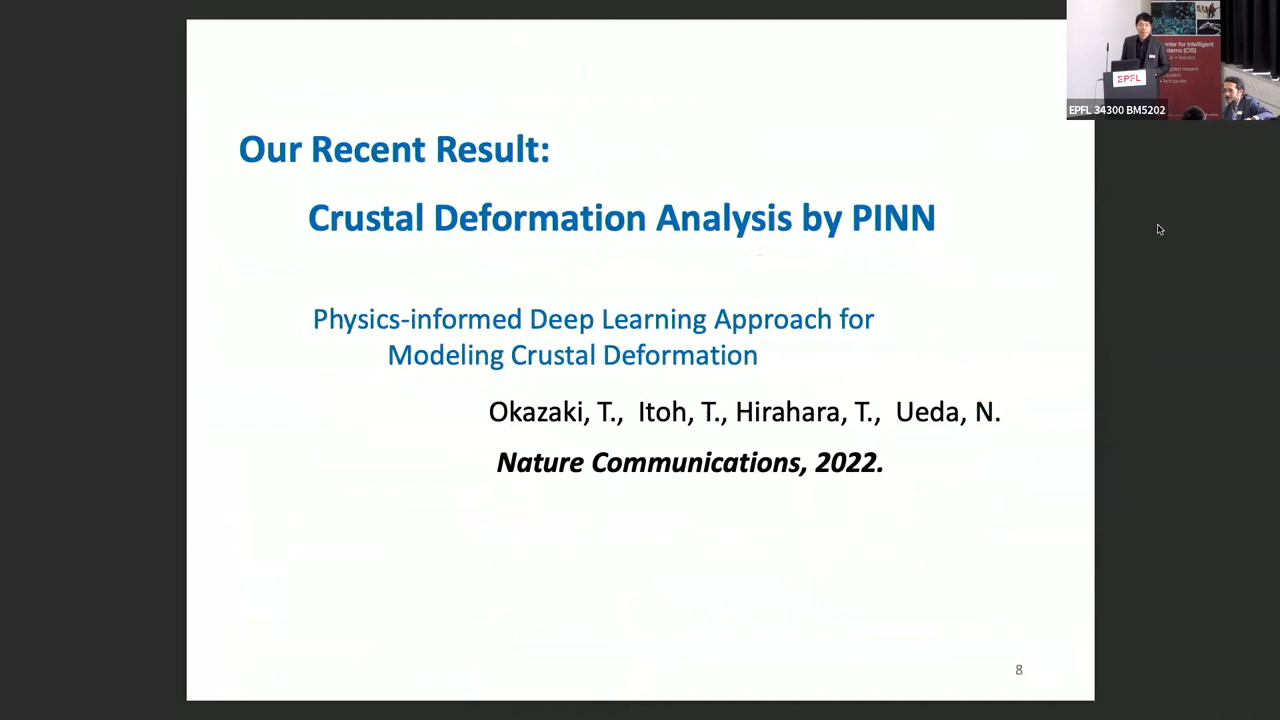 Our Recent Result:
Crustal Deformation Analysis by PINN
Physics-informed Deep Learning Approach for
Modeling Crustal Deformation
Okazaki, T., Itoh, T., Hirahara, T., Ueda, N.
Nature Communications, 2022.
8
EPFL
EPFL 34300 BM5202